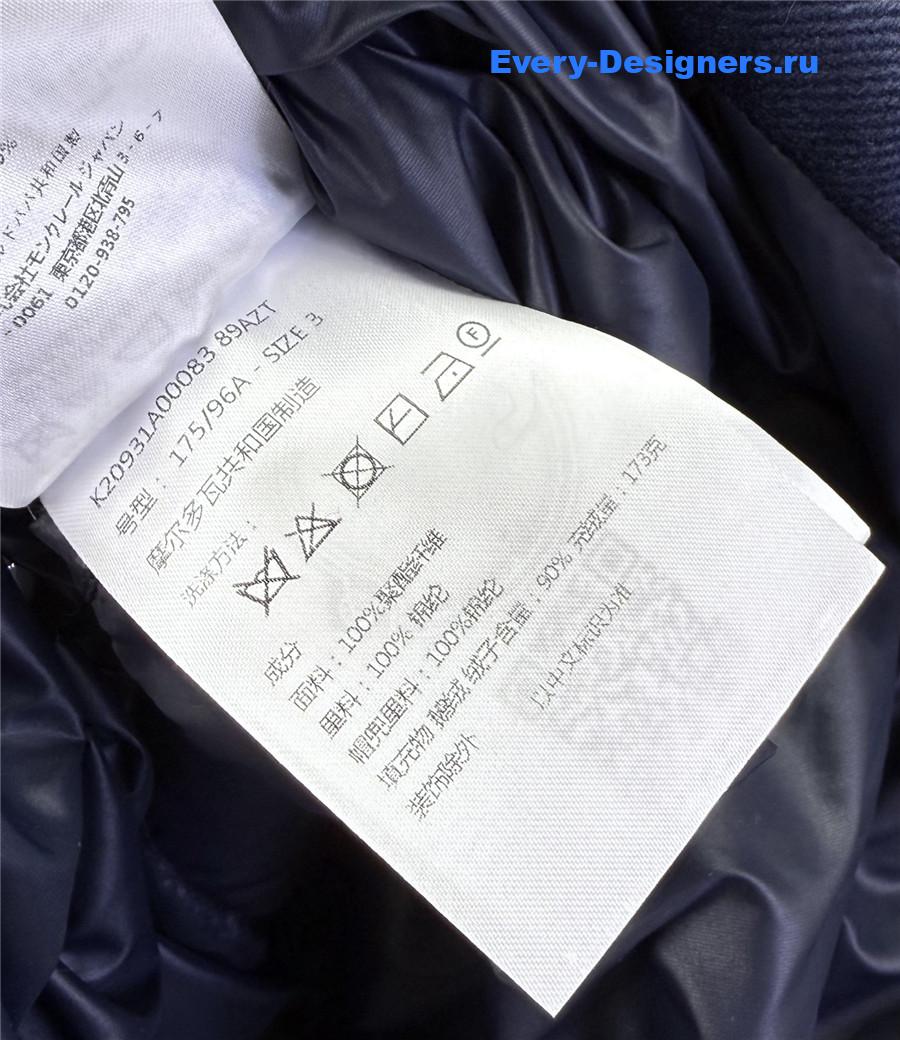 Every-Designers.ru
共和国製
会社モンクレールジャパン
0061 東京都港区北青山 3-6-7
0120-938-795
K20931A00083 89AZT
号型：175/96A - SIZE 3
摩尔多瓦共和国制造
洗涤方法：
F
成分
面料：100%聚酯纤维
里料：100% 锦纶
帽兜里料：100%锦纶
填充物 鹅绒 绒子含量：90% 充绒量：173克
装饰除外
以中文标识为准